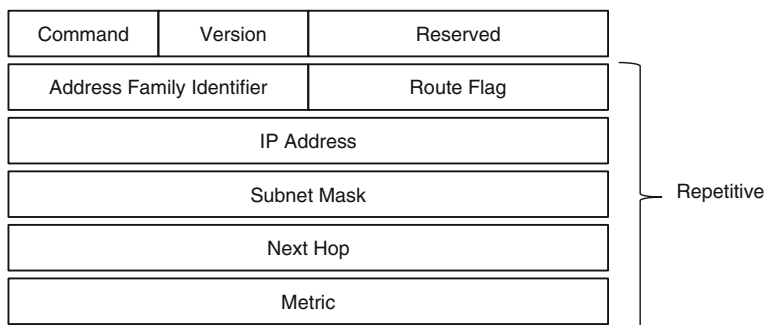 Command Version Reserved
Address Family Identifier Route Flag
IP Address
Subnet Mask
Repetitive
Next Hop
Metric